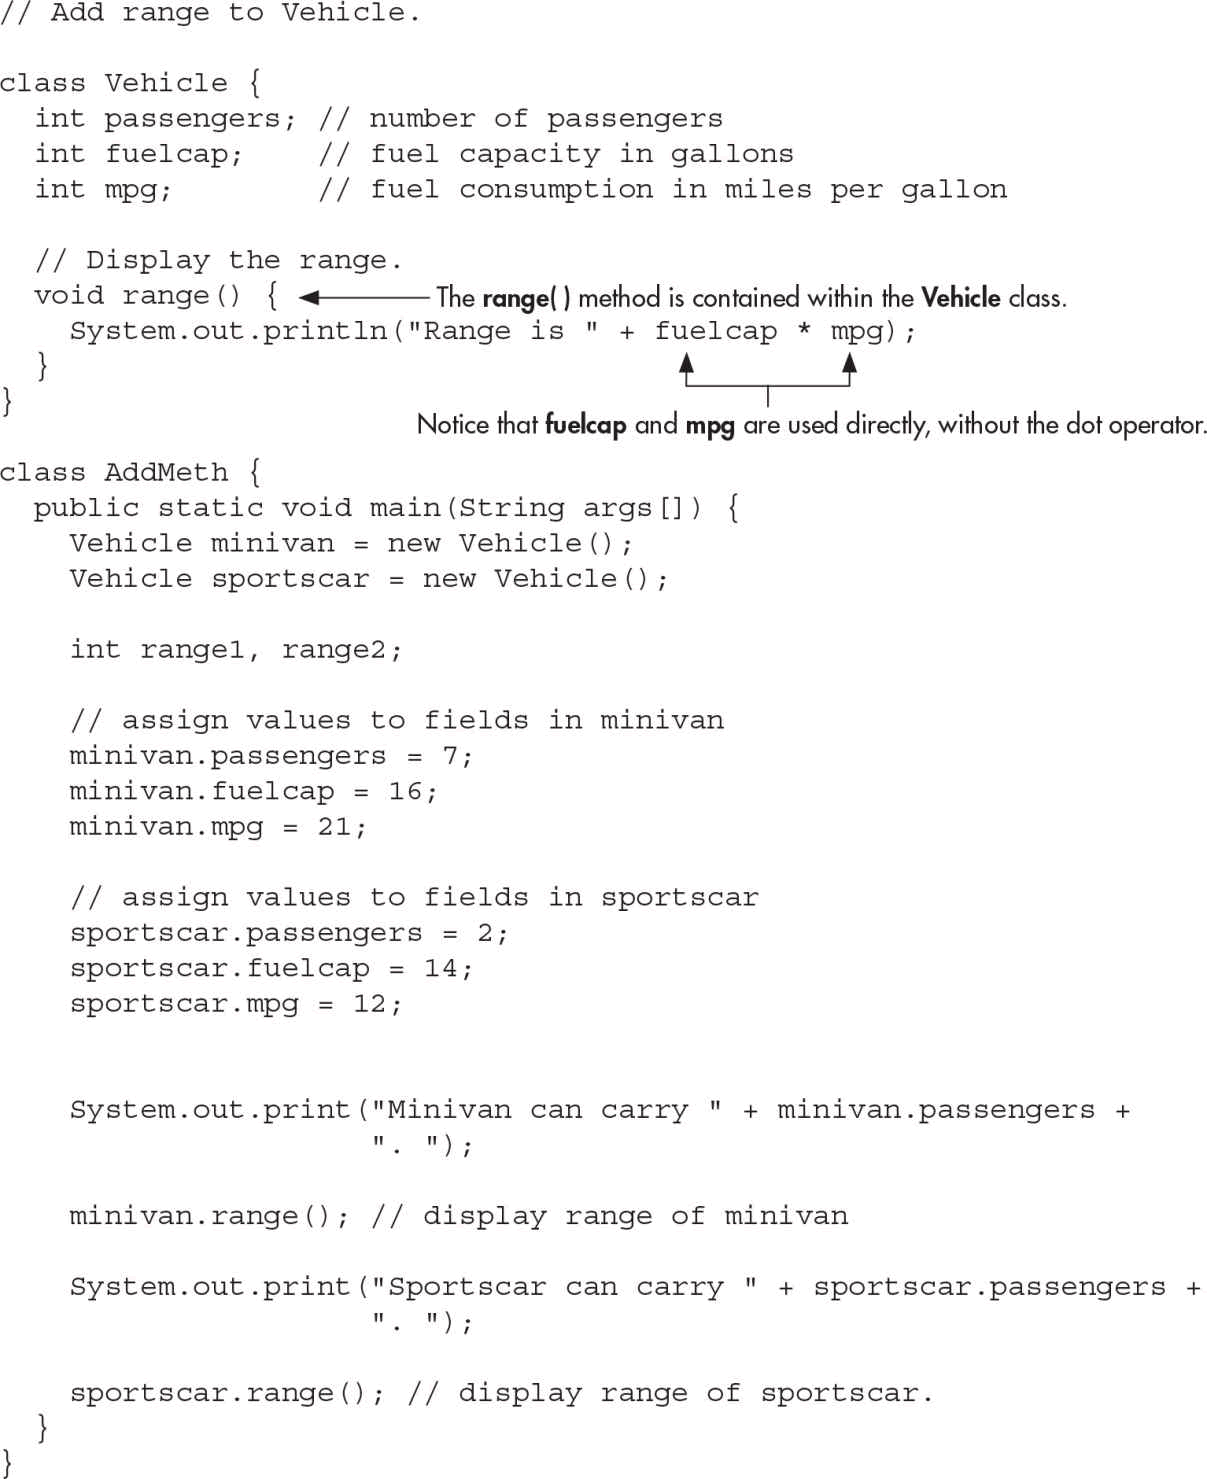 // Add range to Vehicle.

class Vehicle {
  int passengers; // number of passengers
  int fuelcap;    // fuel capacity in gallons
  int mpg;        // fuel consumption in miles per gallon

  // Display the range.
  void range() { The range( ) method is contained within the Vehicle class.
    System.out.println("Range is " + fuelcap * mpg);
  }
}
Notice that fuelcap and mpg are used directly, without the dot operator.
class AddMeth {
  public static void main(String args[]) {
    Vehicle minivan = new Vehicle();
    Vehicle sportscar = new Vehicle();

    int range1, range2;

    // assign values to fields in minivan
    minivan.passengers = 7;
    minivan.fuelcap = 16;
    minivan.mpg = 21;

    // assign values to fields in sportscar
    sportscar.passengers = 2;
    sportscar.fuelcap = 14;
    sportscar.mpg = 12;


    System.out.print("Minivan can carry " + minivan.passengers +
                     ". ");

    minivan.range(); // display range of minivan

    System.out.print("Sportscar can carry " + sportscar.passengers +
                     ". ");

    sportscar.range(); // display range of sportscar.
  }
}